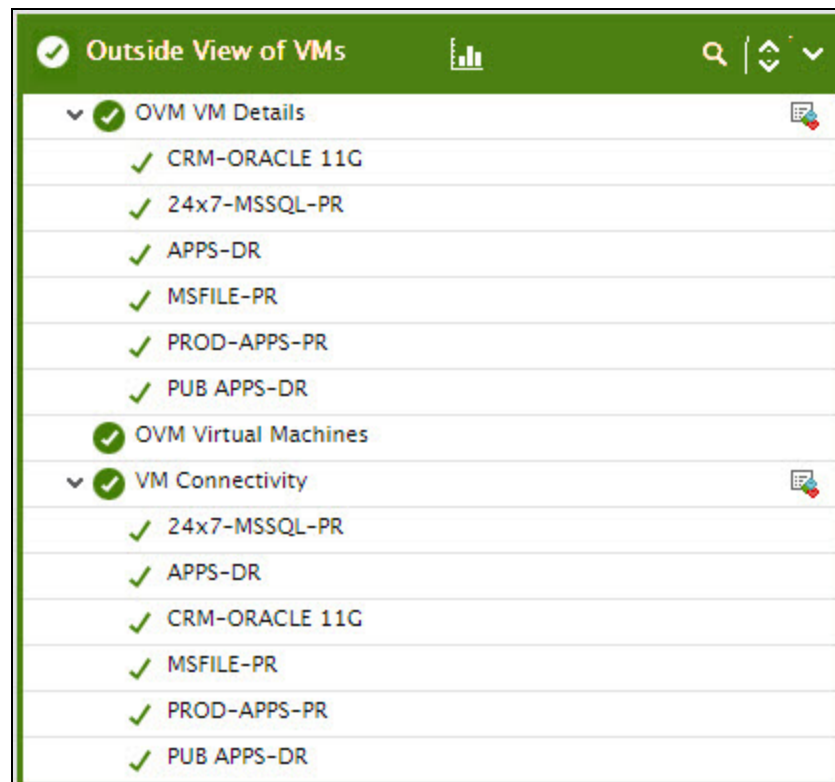 Outside View of VMs
OVM VM Details
CRM-ORACLE 11G
24x7-MSSQL-PR
APPS-DR
MSFILE-PR
PROD-APPS-PR
PUB APPS-DR
OVM Virtual Machines
VM Connectivity
24x7-MSSQL-PR
APPS-DR
CRM-ORACLE 11G
MSFILE-PR
PROD-APPS-PR
PUB APPS-DR